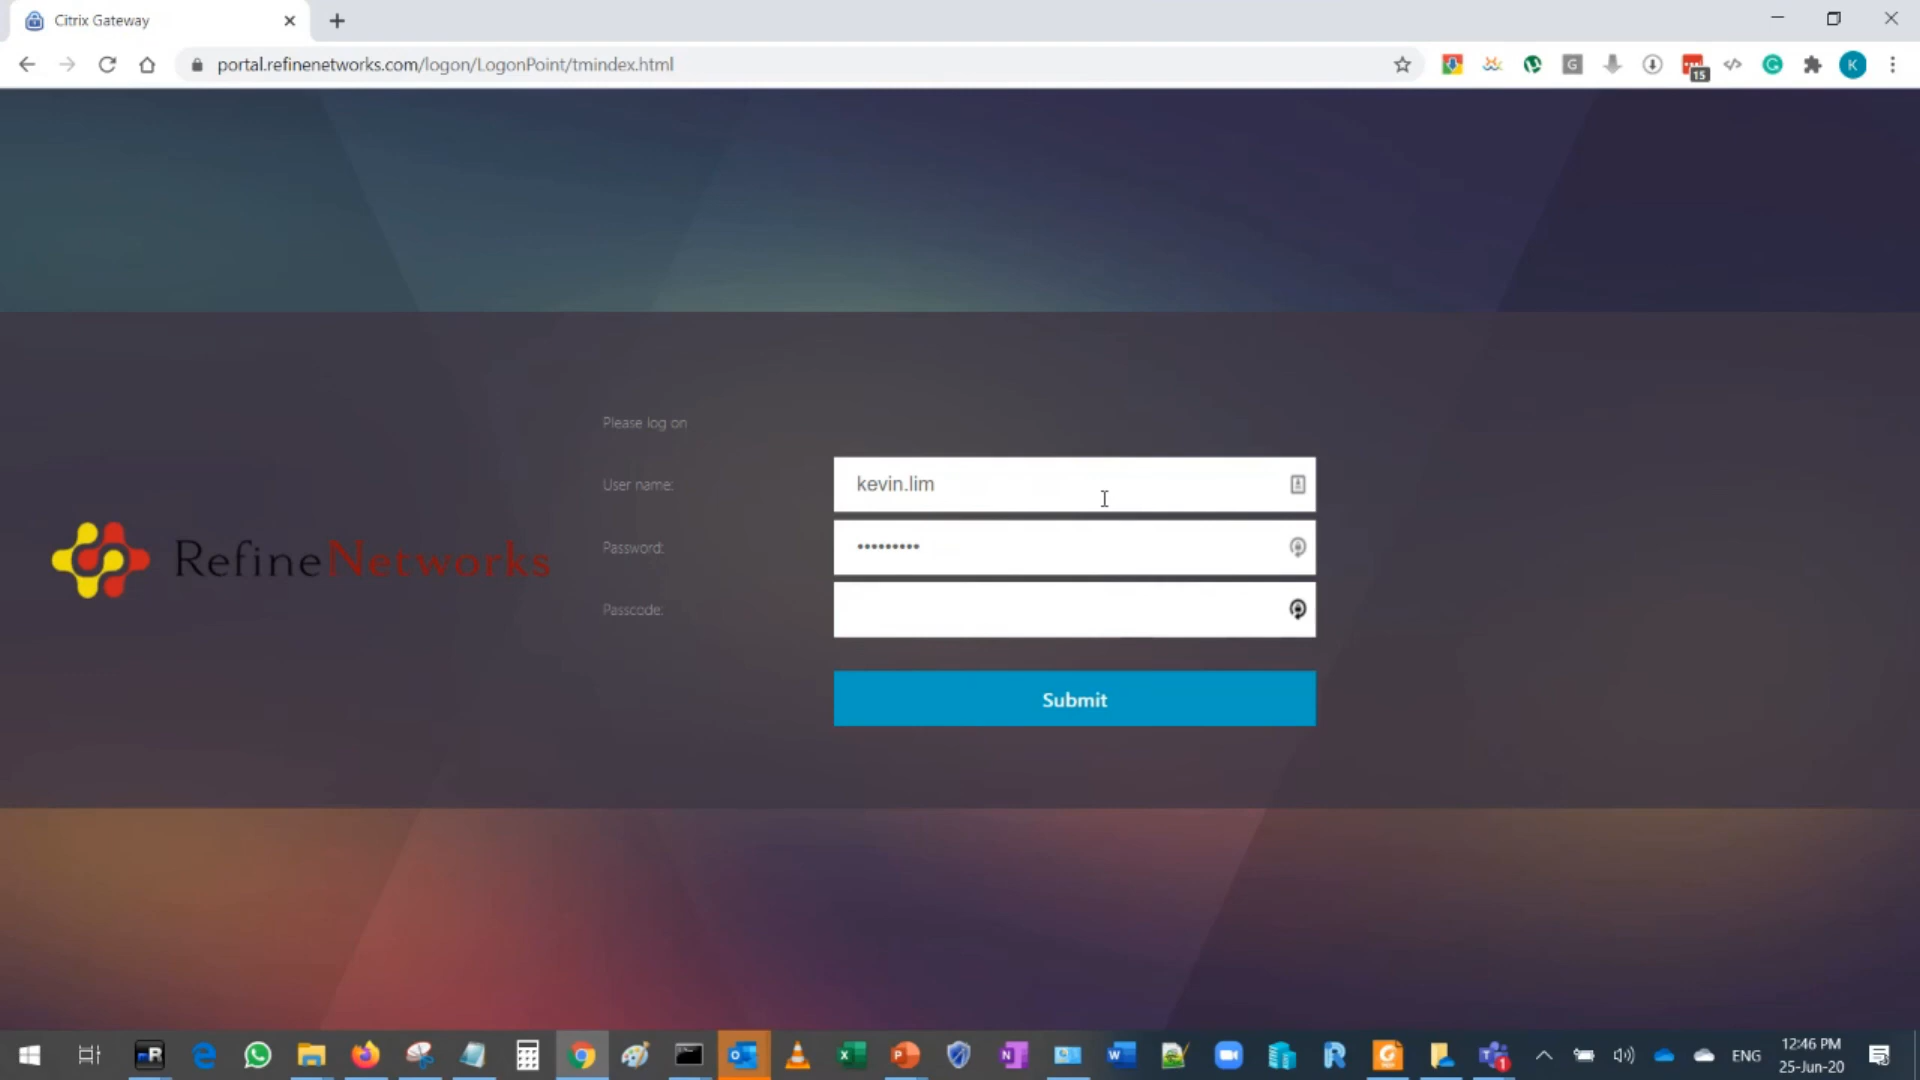 Citrix Gateway
portal.refinenetworks.com/logon/LogonPoint/tmindex.html
G
15
K
Please log on
User name:
kevin.lim
RefineNetworks
Password:
•••••••••
Passcode:
Submit
ENG
12:46 PM
25-Jun-20